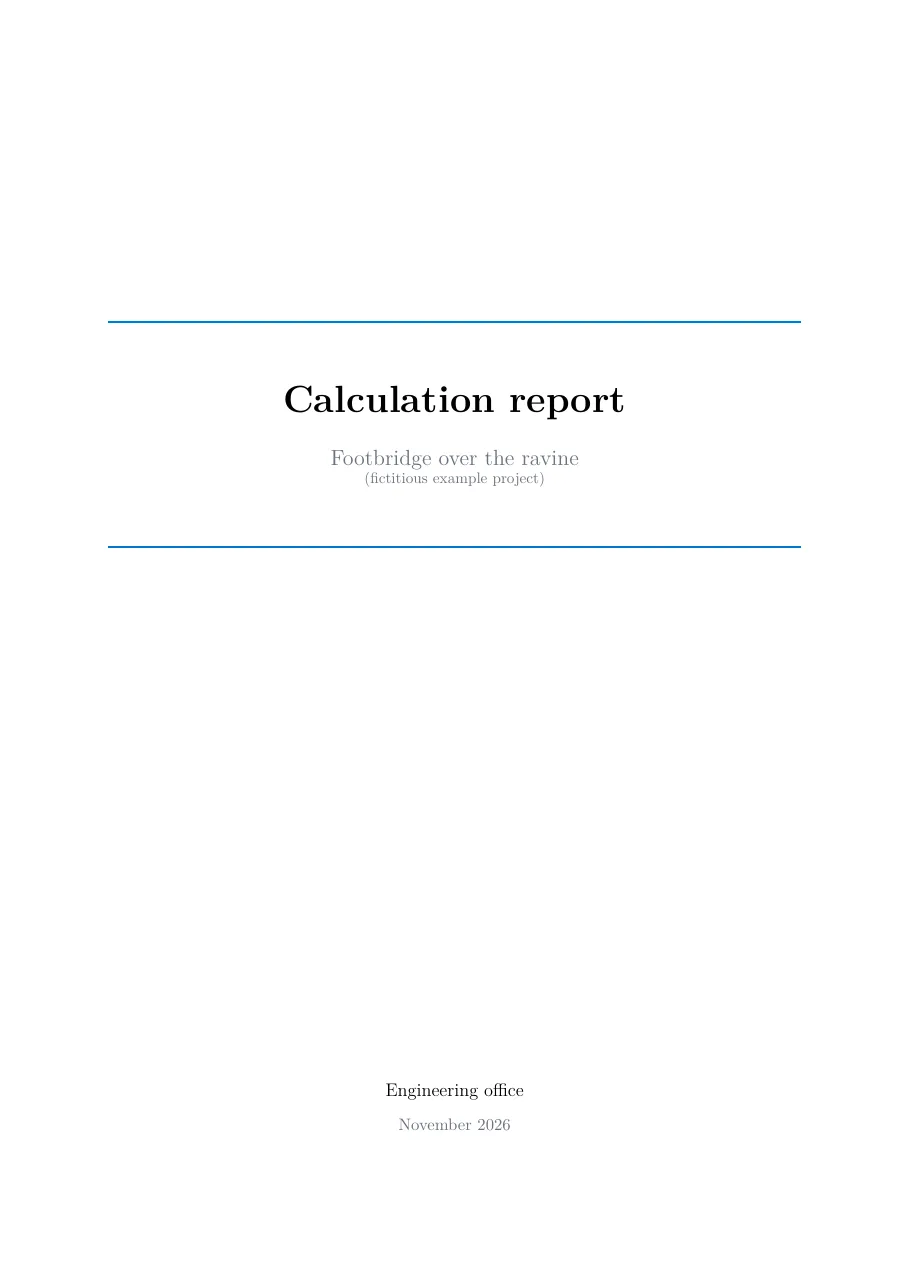 Calculation report
Footbridge over the ravine
(fictitious example project)
Engineering office
November 2026